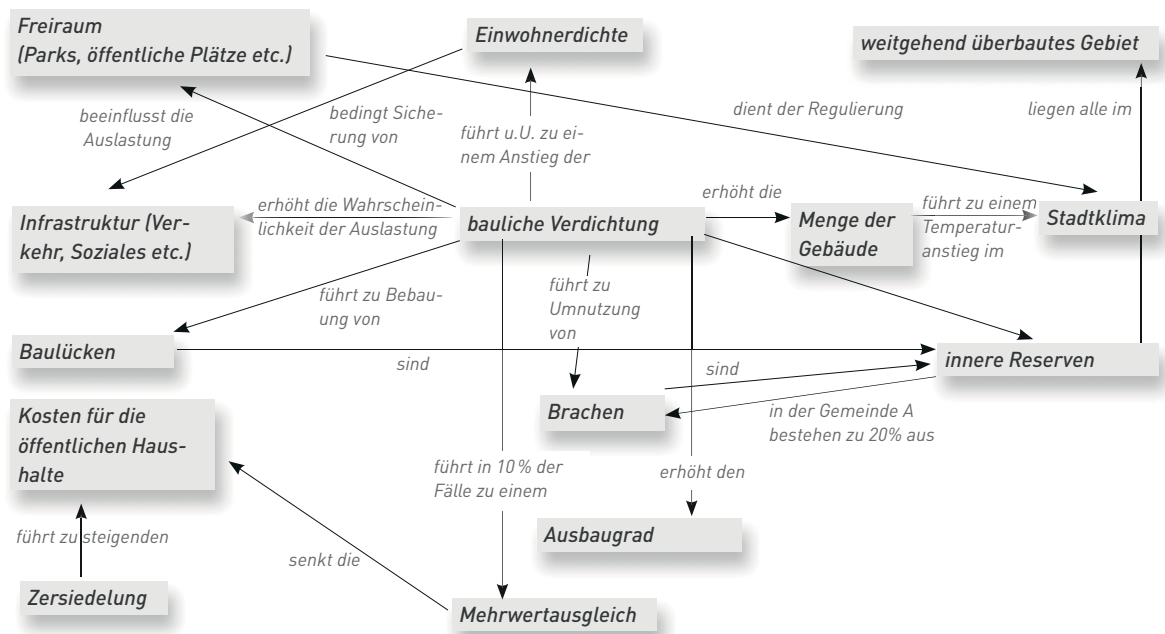 Freiraum
(Parks, öffentliche Plätze etc.)
Einwohnerdichte
weitgehend überbautes Gebiet
beeinflusst die
Auslastung
bedingt Siche-
rung von
führt u.U. zu ei-
nem Anstieg der
dient der Regulierung
liegen alle im
Infrastruktur (Ver-
kehr, Soziales etc.)
erhöht die Wahrschein-
lichkeit der Auslastung
bauliche Verdichtung
erhöht die
Menge der
Gebäude
führt zu einem
Temperatur-
anstieg im
Stadtklima
führt zu Bebau-
ung von
führt zu
Umnutzung
von
Baulücken
sind
sind
innere Reserven
Kosten für die
öffentlichen Haus-
halte
Brachen
in der Gemeinde A
bestehen zu 20% aus
führt in 10% der
Fälle zu einem
erhöht den
führt zu steigenden
senkt die
Ausbaugrad
Zersiedelung
Mehrwertausgleich